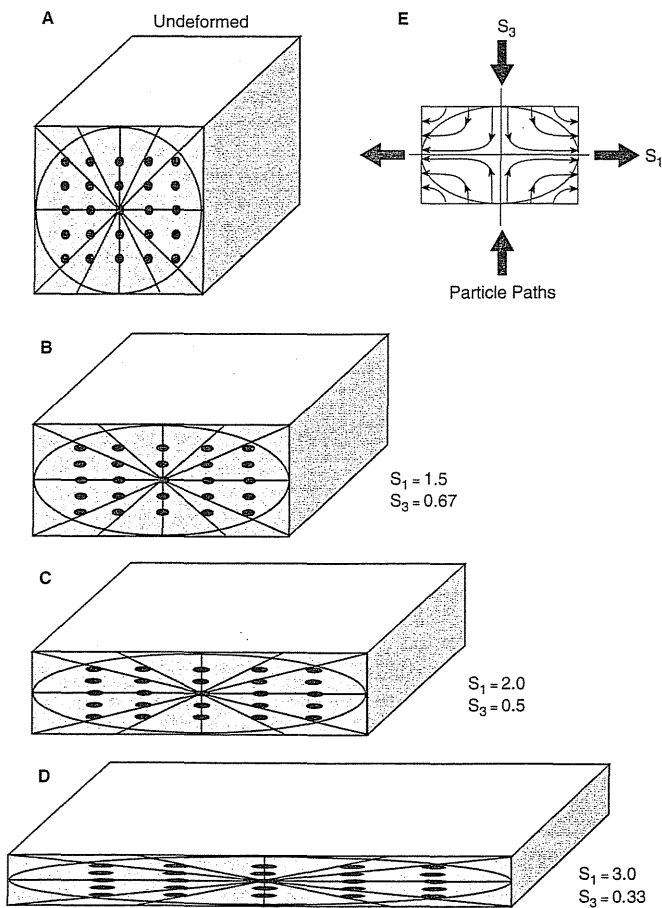 A
Undeformed
E
S₃
S₁
Particle Paths
B
S₁ = 1.5
S₃ = 0.67
C
S₁ = 2.0
S₃ = 0.5
D
S₁ = 3.0
S₃ = 0.33